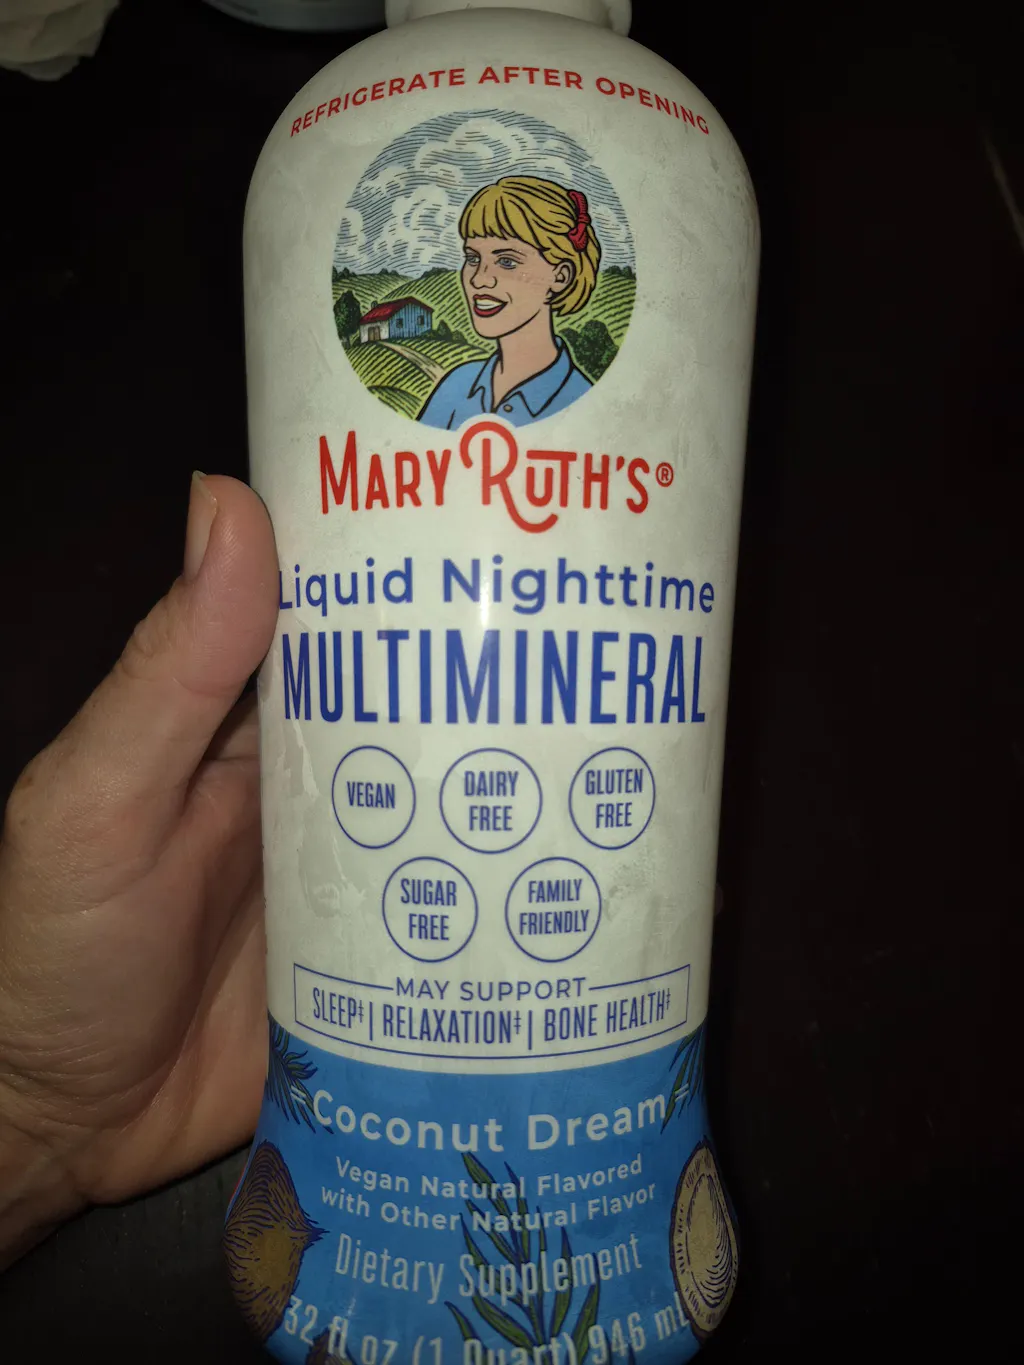 REFRIGERATE AFTER OPENING
MARY RUTH'S®
Liquid Nighttime
MULTIMINERAL
VEGAN
DAIRY
FREE
GLUTEN
FREE
SUGAR
FREE
FAMILY
FRIENDLY
MAY SUPPORT
SLEEP‡ | RELAXATION‡ | BONE HEALTH‡
Coconut Dream
Vegan Natural Flavored
with Other Natural Flavor
Dietary Supplement
32 fl oz (1 Quart) 946 mL